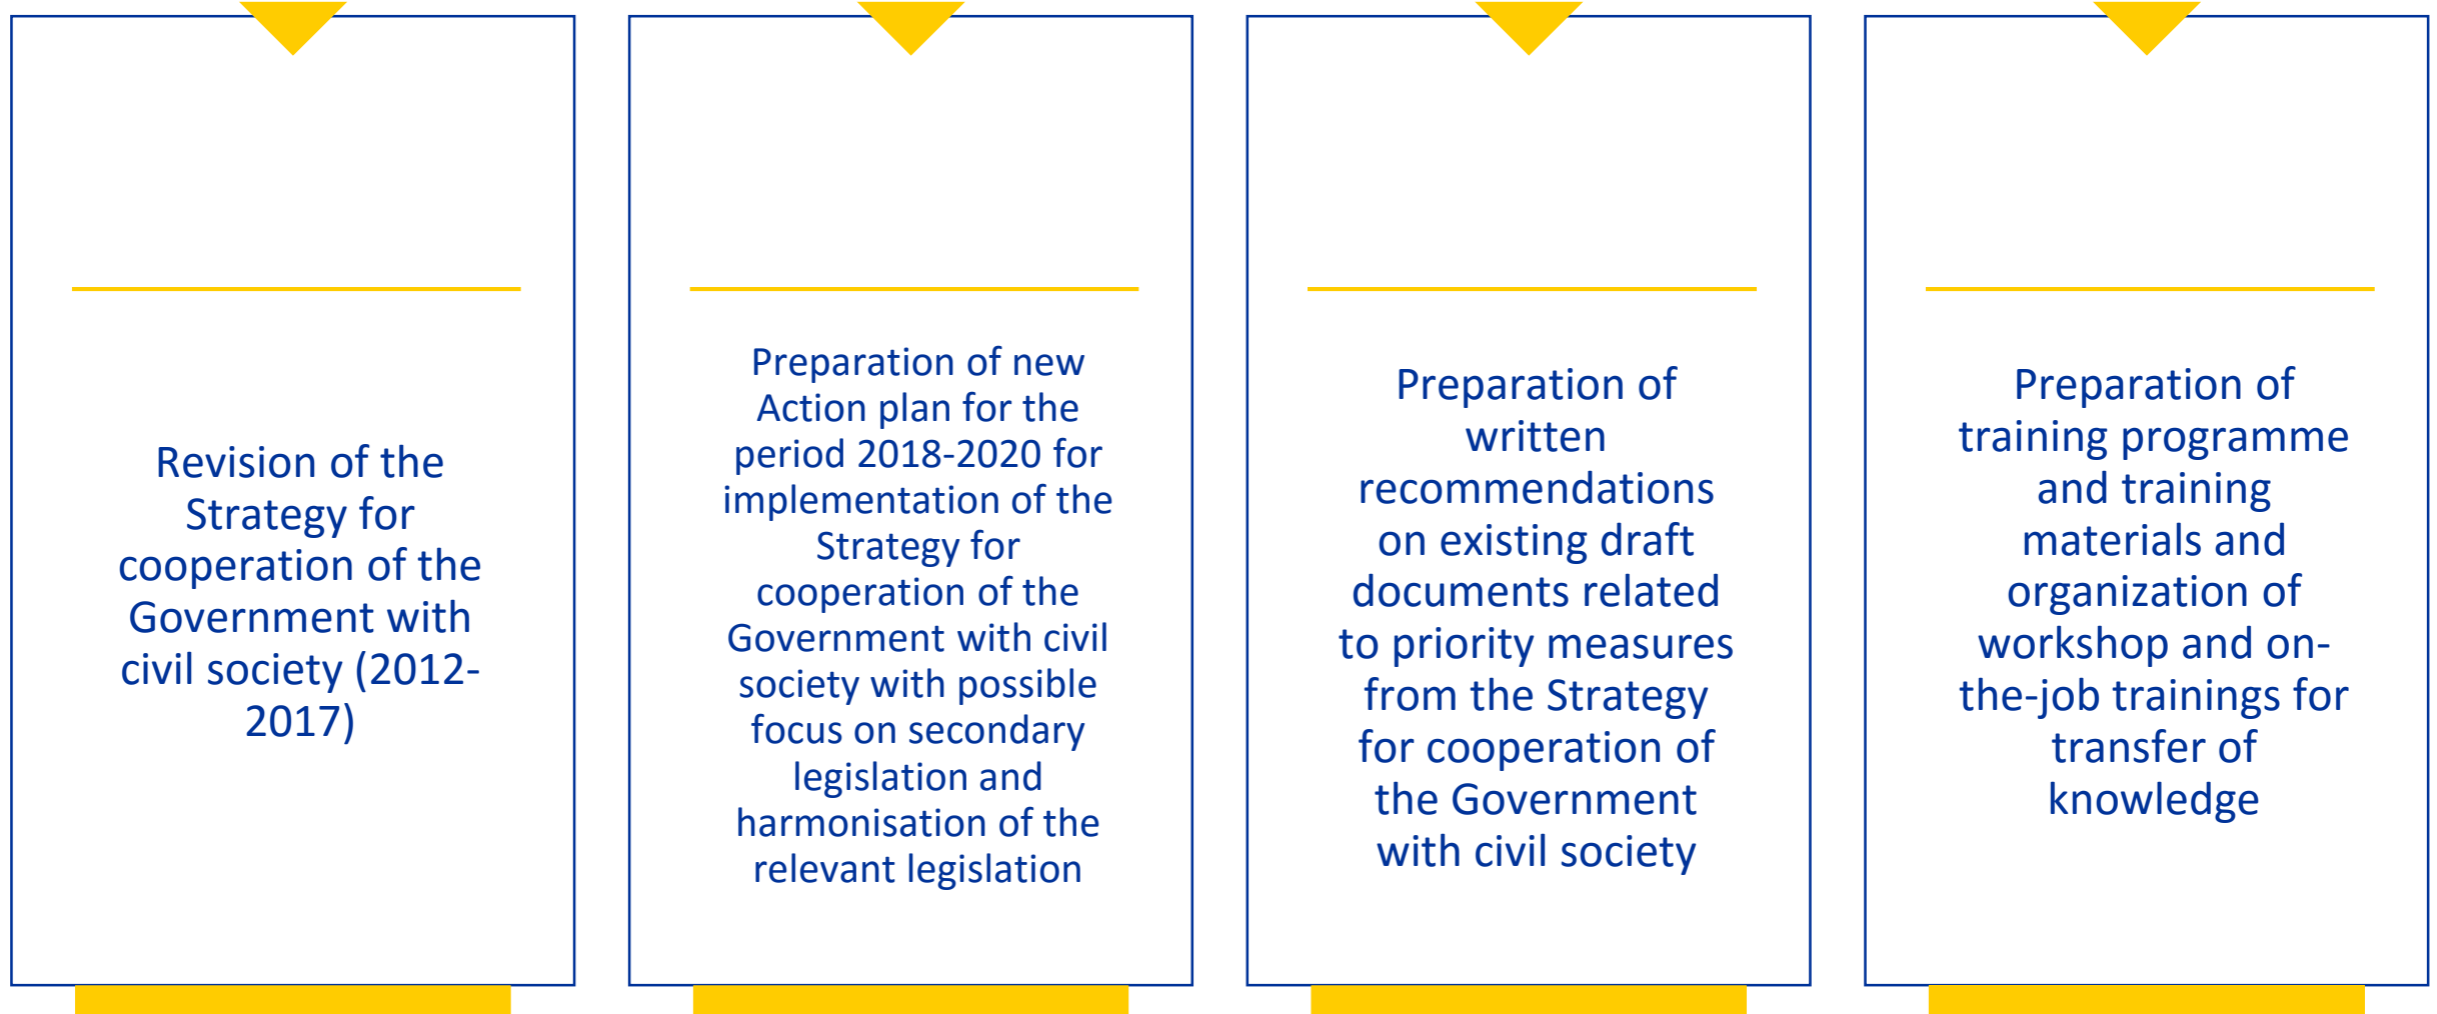 Revision of the
Strategy for
cooperation of the
Government with
civil society (2012-
2017)
Preparation of new
Action plan for the
period 2018-2020 for
implementation of the
Strategy for
cooperation of the
Government with civil
society with possible
focus on secondary
legislation and
harmonisation of the
relevant legislation
Preparation of
written
recommendations
on existing draft
documents related
to priority measures
from the Strategy
for cooperation of
the Government
with civil society
Preparation of
training programme
and training
materials and
organization of
workshop and on-
the-job trainings for
transfer of
knowledge